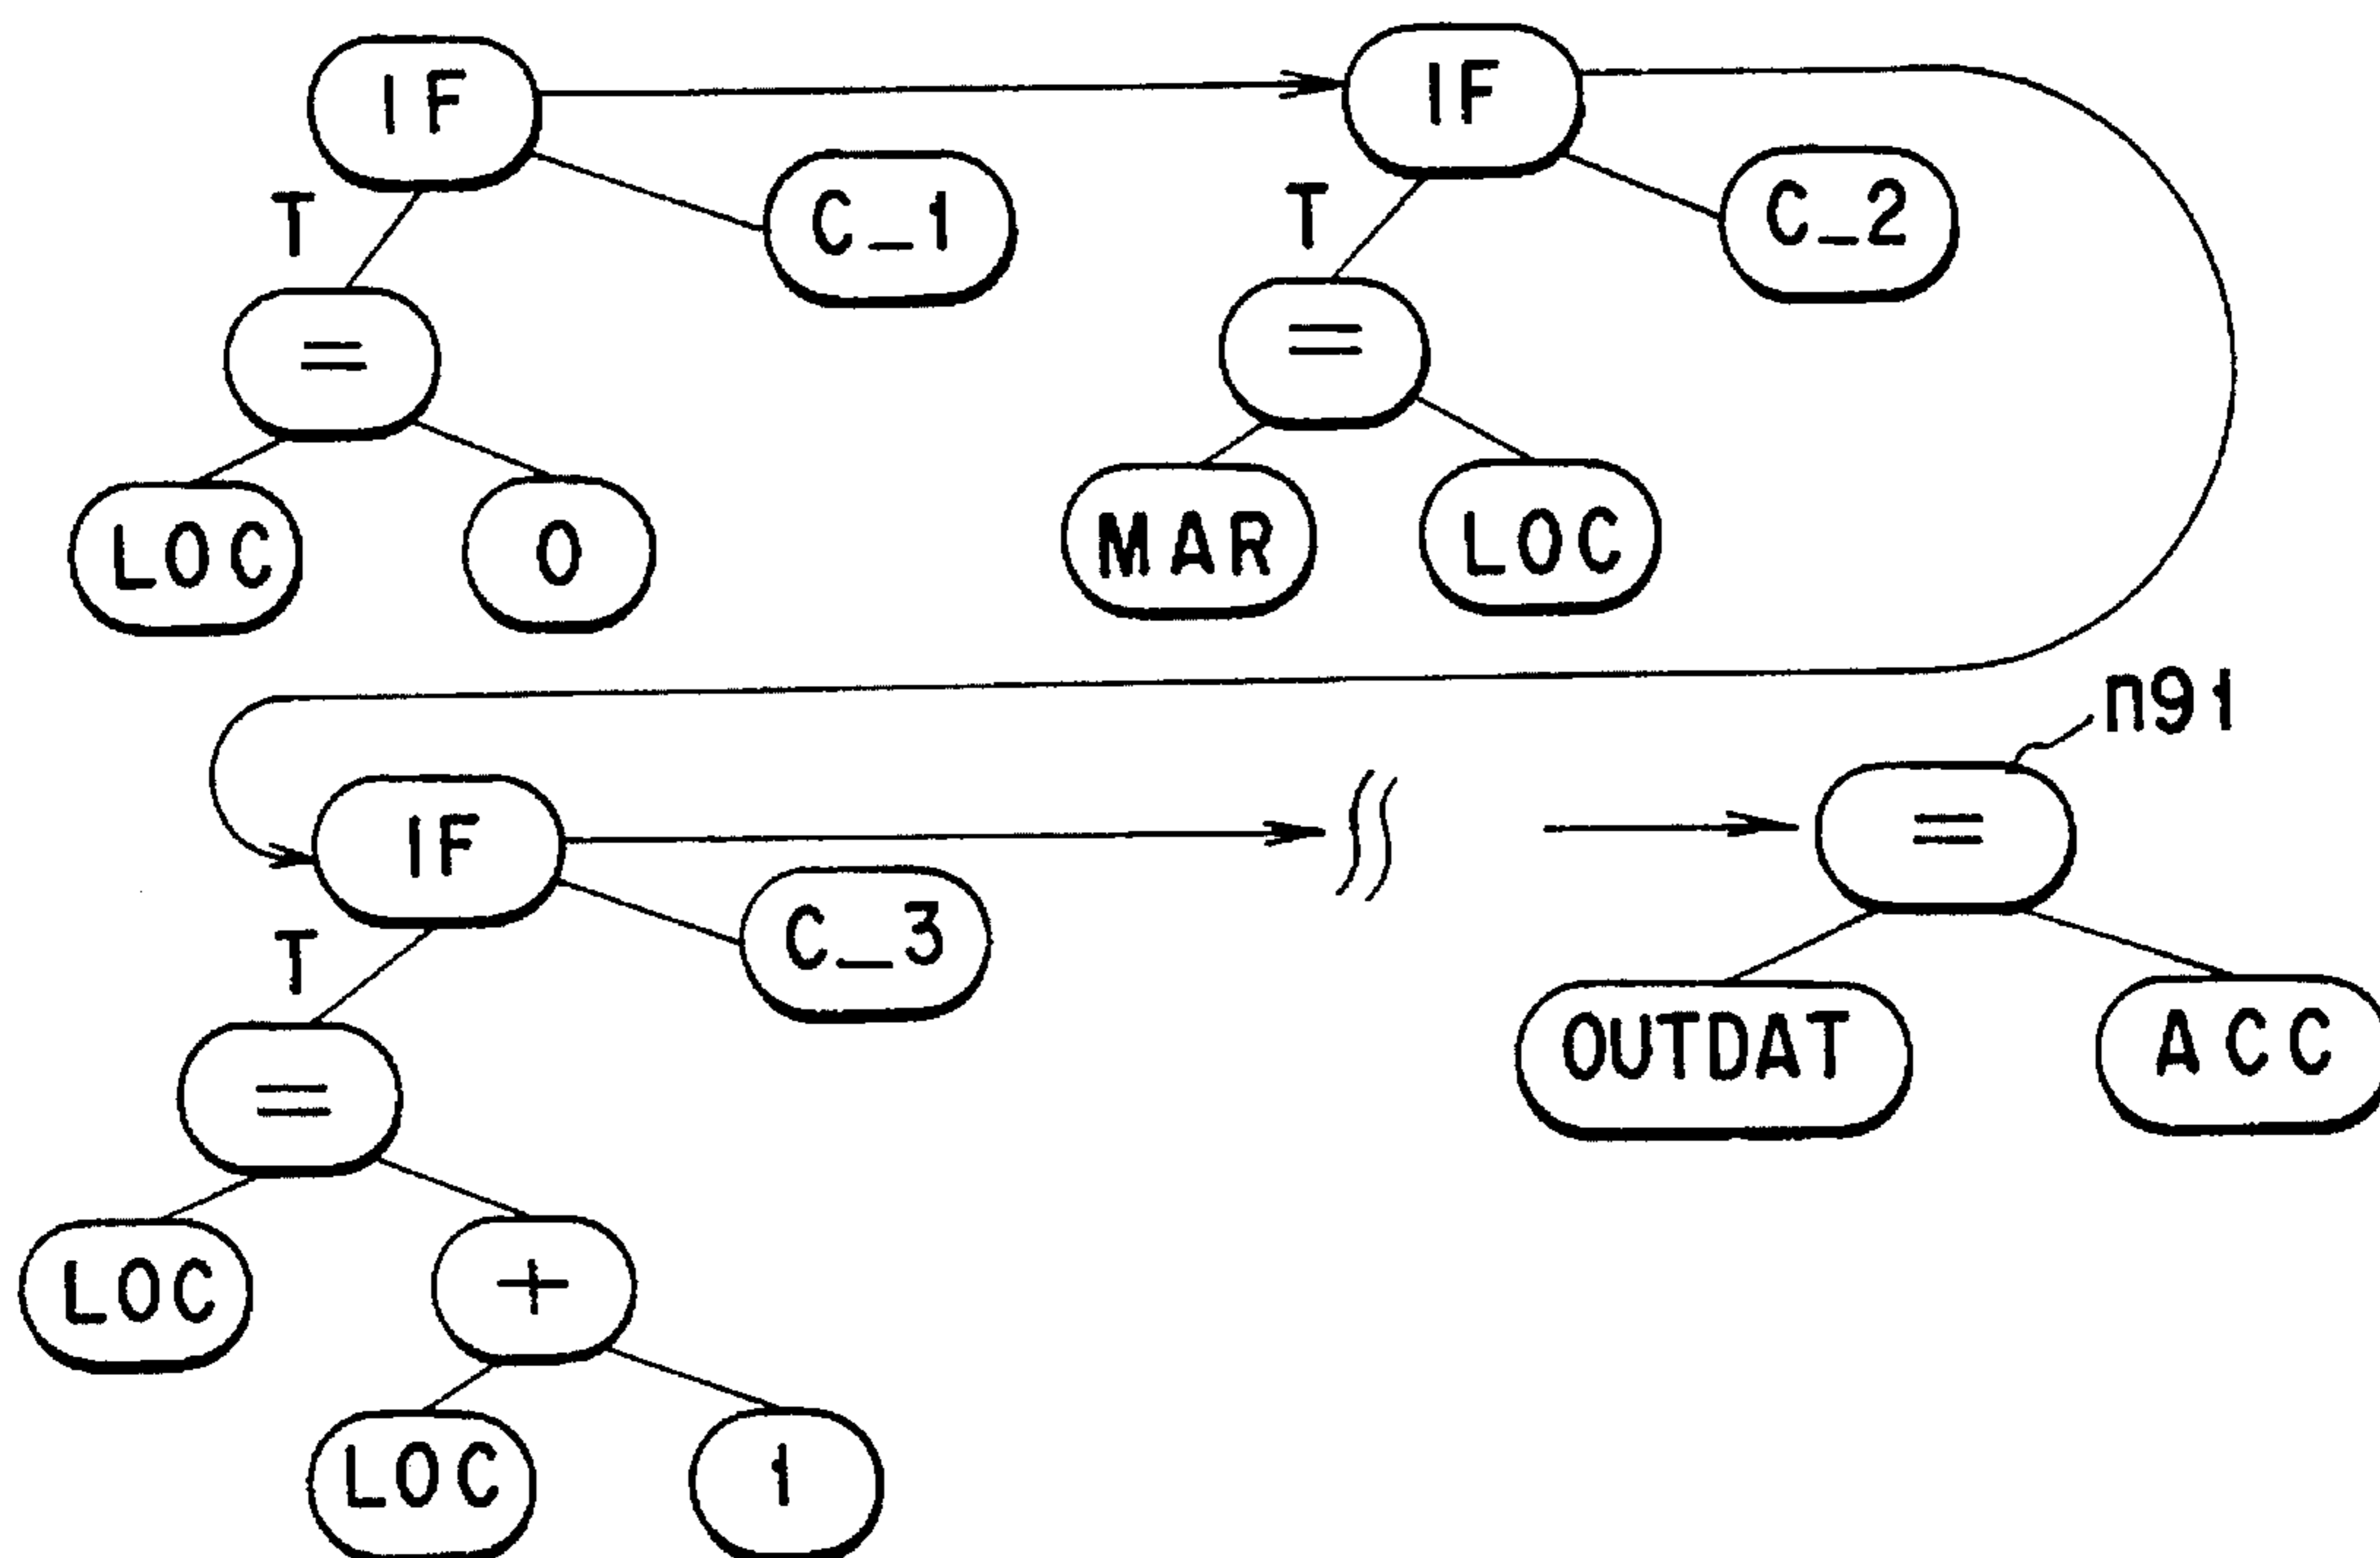 IF
IF
C_1
C_2
T
T
=
=
LOC
0
MAR
LOC
n91
IF
=
C_3
T
OUTDAT
ACC
=
LOC
+
LOC
1